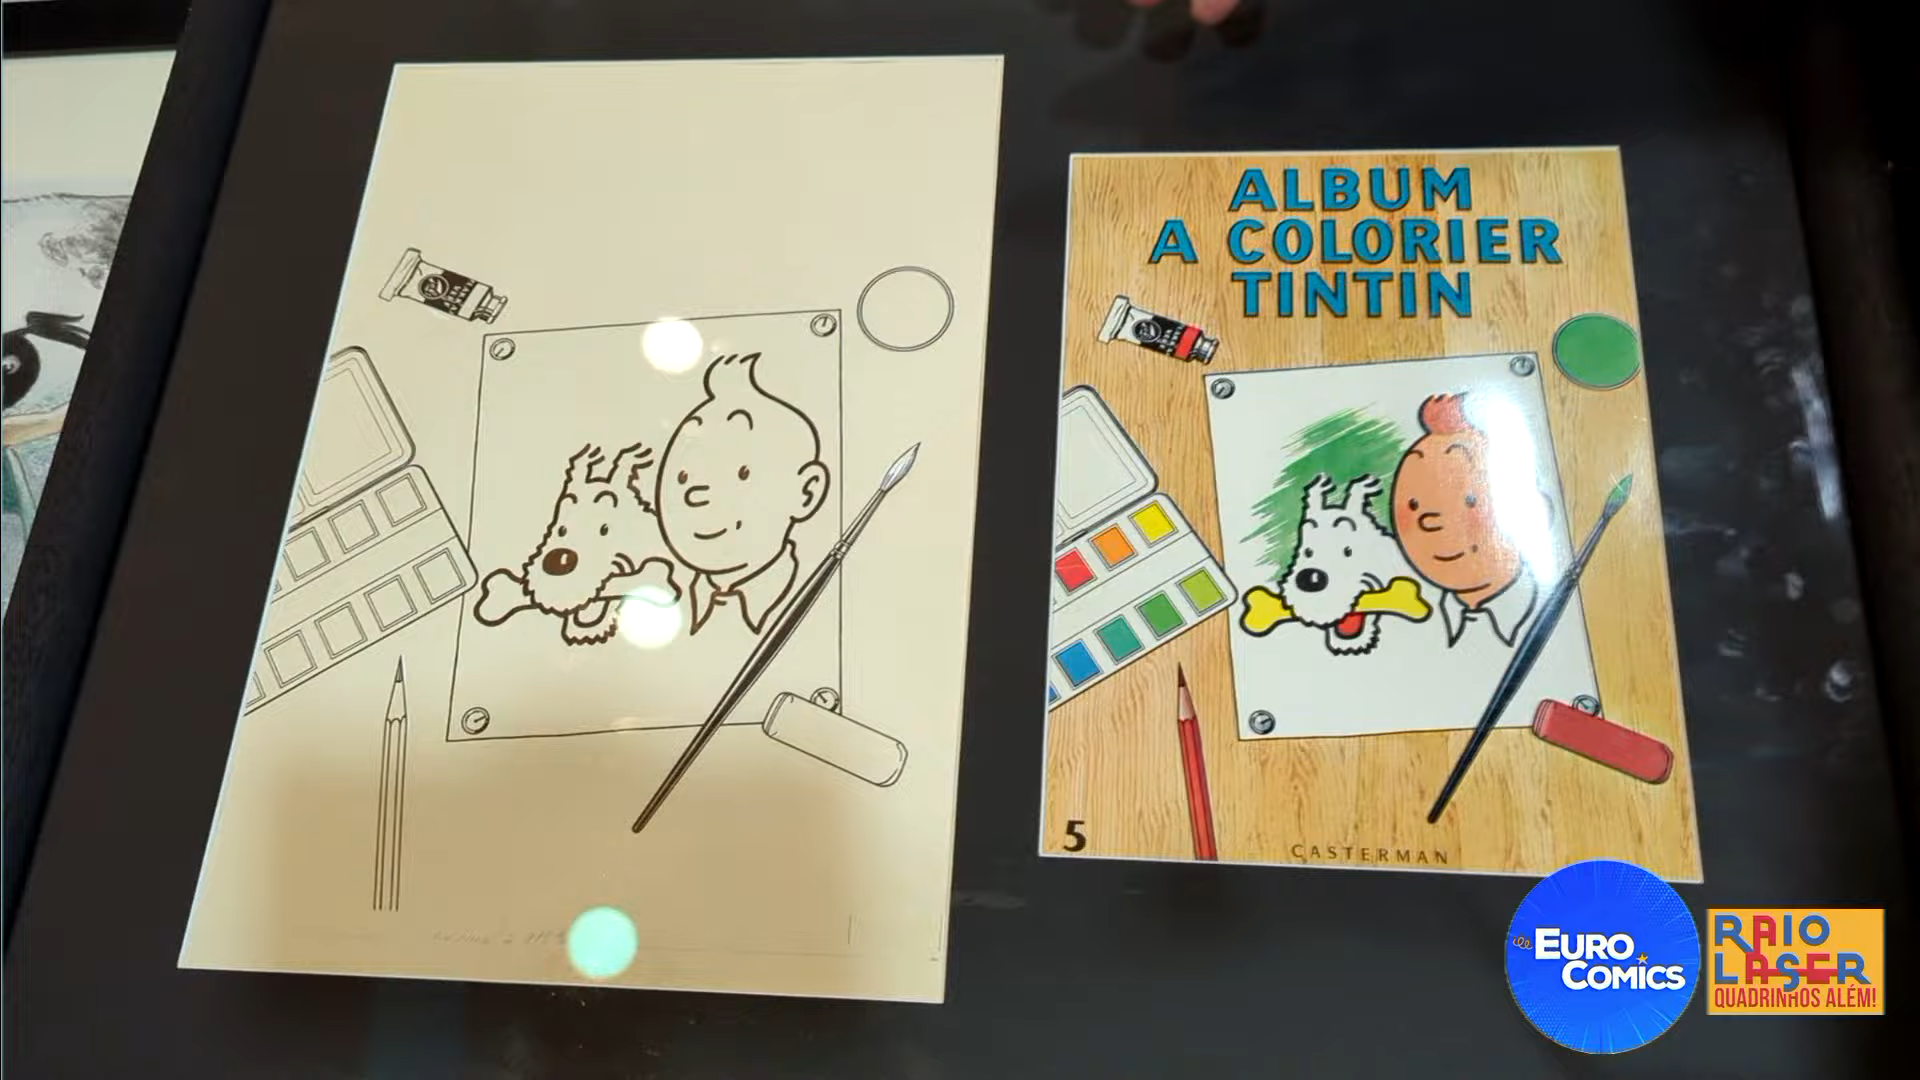 ALBUM
A COLORIER
TINTIN
5
CASTERMAN
EURO
COMICS
RAIO
LASER
QUADRINHOS ALÉM!